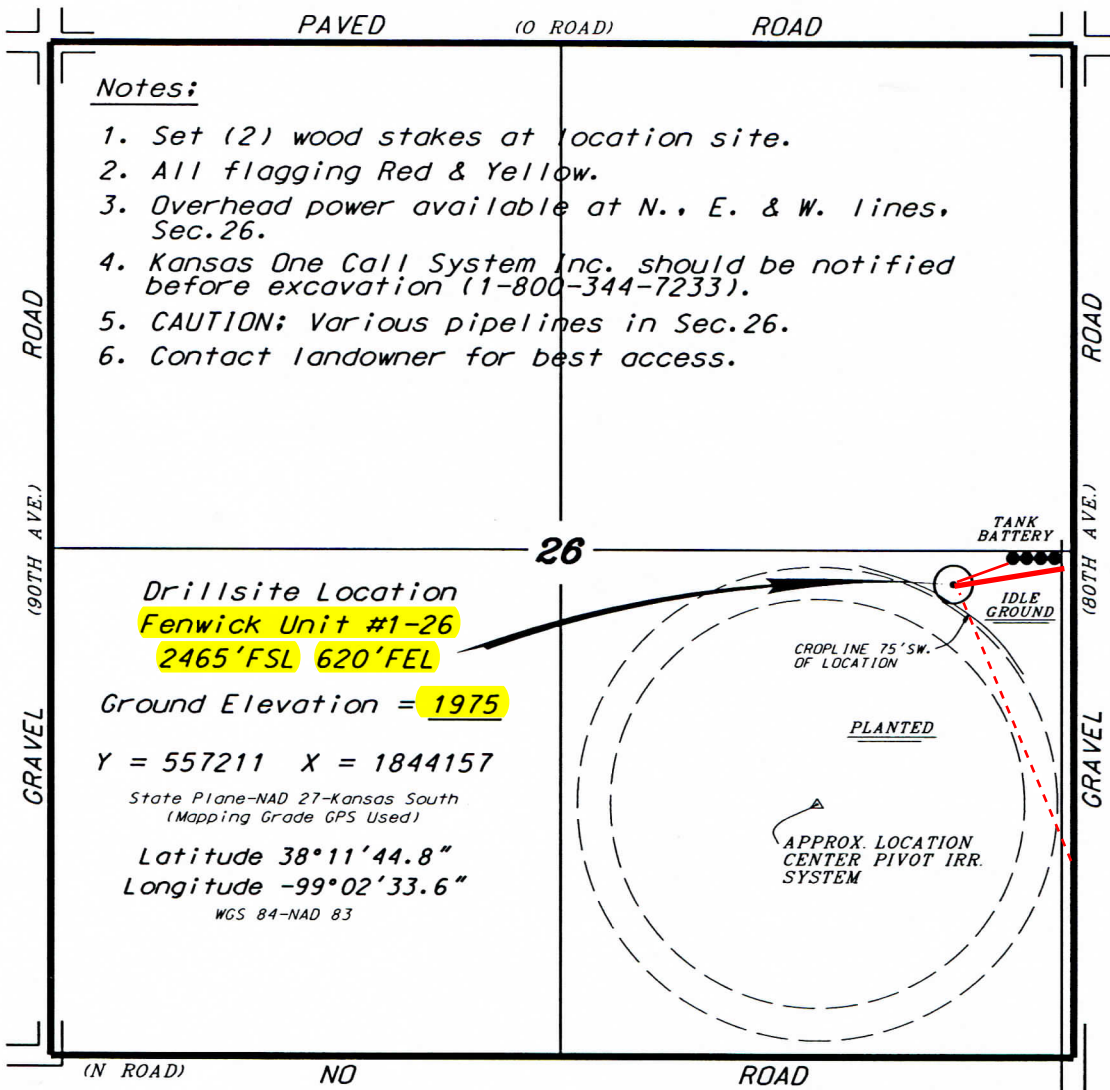 PAVED (O ROAD) ROAD
Notes:
1. Set (2) wood stakes at location site.
2. All flagging Red & Yellow.
3. Overhead power available at N., E. & W. lines,
Sec.26.
4. Kansas One Call System Inc. should be notified
before excavation (1-800-344-7233).
5. CAUTION: Various pipelines in Sec.26.
6. Contact landowner for best access.
ROAD
(90TH AVE.)
GRAVEL
ROAD
(80TH AVE.)
GRAVEL
26
TANK
BATTERY
IDLE
GROUND
CROPLINE 75'SW.
OF LOCATION
PLANTED
APPROX. LOCATION
CENTER PIVOT IRR.
SYSTEM
Drillsite Location
Fenwick Unit #1-26
2465'FSL 620'FEL
Ground Elevation = 1975
Y = 557211 X = 1844157
State Plane-NAD 27-Kansas South
(Mapping Grade GPS Used)
Latitude 38°11'44.8"
Longitude -99°02'33.6"
WGS 84-NAD 83
(N ROAD) NO ROAD